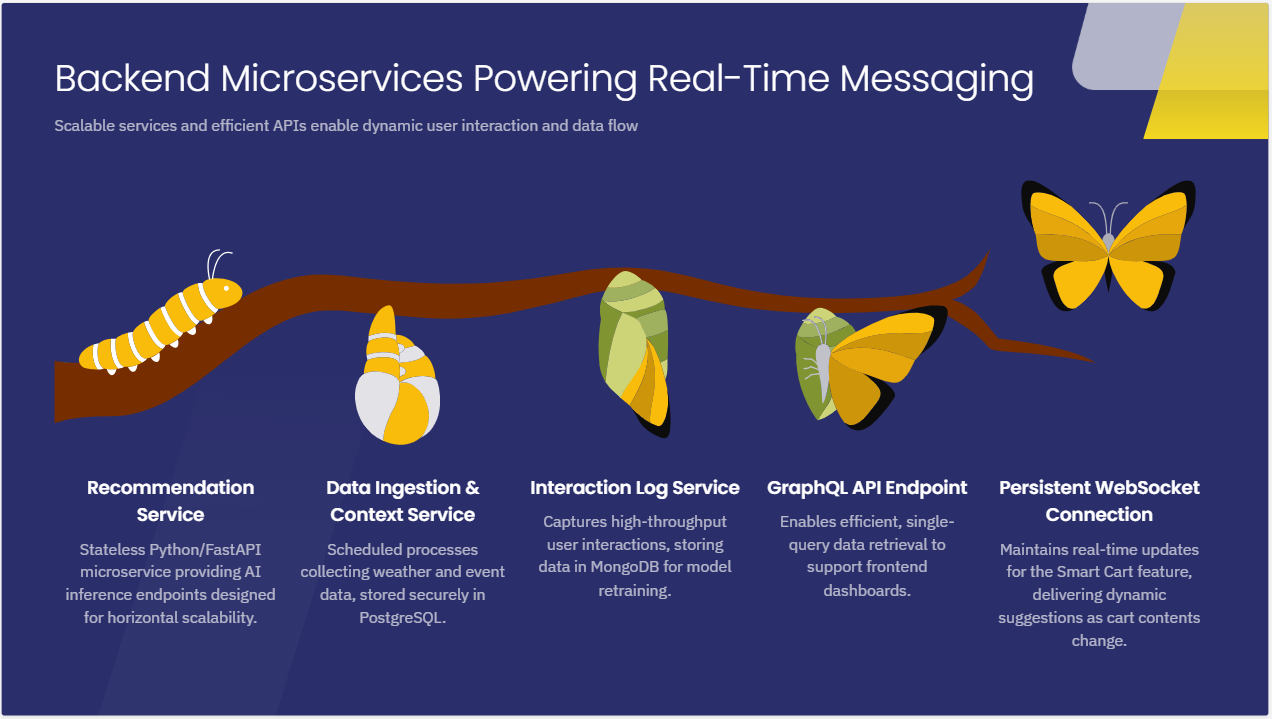 Backend Microservices Powering Real-Time Messaging
Scalable services and efficient APIs enable dynamic user interaction and data flow
Recommendation
Service
Stateless Python/FastAPI
microservice providing AI
inference endpoints designed
for horizontal scalability.
Data Ingestion &
Context Service
Scheduled processes
collecting weather and event
data, stored securely in
PostgreSQL.
Interaction Log Service
Captures high-throughput
user interactions, storing
data in MongoDB for model
retraining.
GraphQL API Endpoint
Enables efficient, single-
query data retrieval to
support frontend
dashboards.
Persistent WebSocket
Connection
Maintains real-time updates
for the Smart Cart feature,
delivering dynamic
suggestions as cart contents
change.